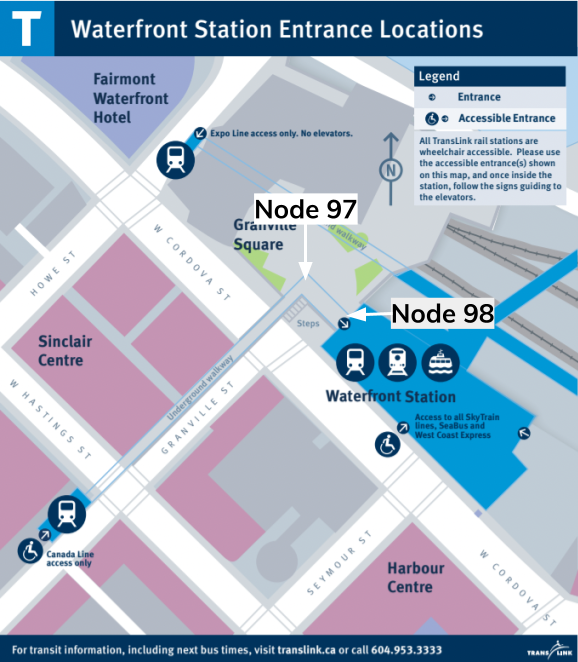 T
Waterfront Station Entrance Locations
Fairmont
Waterfront
Hotel
Expo Line access only. No elevators.
Legend
Entrance
Accessible Entrance
All TransLink rail stations are
wheelchair accessible. Please use
the accessible entrance(s) shown
on this map, and once inside the
station, follow the signs guiding to
the elevators.
N
Node 97
Granville
Square
walkway
W CORDOVA ST
HOWE ST
Steps
Node 98
Sinclair
Centre
Waterfront Station
Underground walkway
GRANVILLE ST
W HASTINGS ST
Access to all SkyTrain
lines, SeaBus and
West Coast Express
Canada Line
access only
SEYMOUR ST
Harbour
Centre
W CORDOVA ST
For transit information, including next bus times, visit translink.ca or call 604.953.3333
TRANS LINK